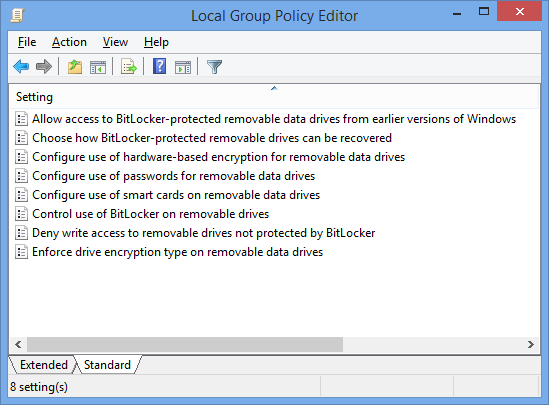 Local Group Policy Editor
File Action View Help
Setting
Allow access to BitLocker-protected removable data drives from earlier versions of Windows
Choose how BitLocker-protected removable drives can be recovered
Configure use of hardware-based encryption for removable data drives
Configure use of passwords for removable data drives
Configure use of smart cards on removable data drives
Control use of BitLocker on removable drives
Deny write access to removable drives not protected by BitLocker
Enforce drive encryption type on removable data drives
Extended Standard
8 setting(s)